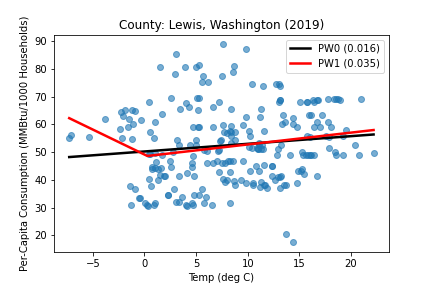 County: Lewis, Washington (2019)
PW0 (0.016)
PW1 (0.035)
Per-Capita Consumption (MMBtu/1000 Households)
90
80
70
60
50
40
30
20
−5 0 5 10 15 20
Temp (deg C)